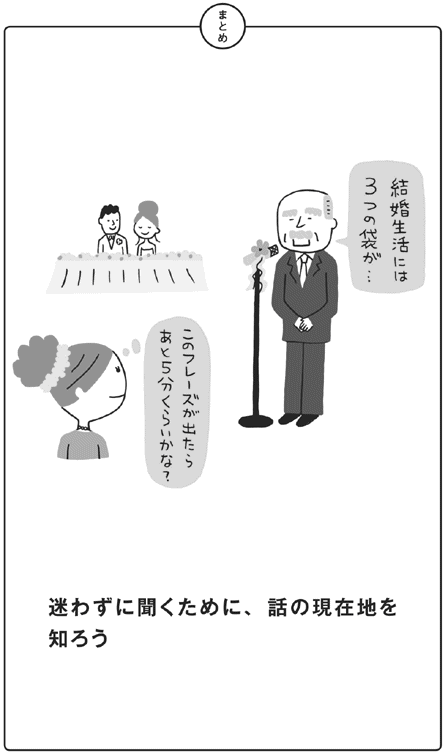 まとめ
結婚生活には
3つの袋が…
このフレーズが出たら
あと5分くらいかな？
迷わずに聞くために、話の現在地を
知ろう